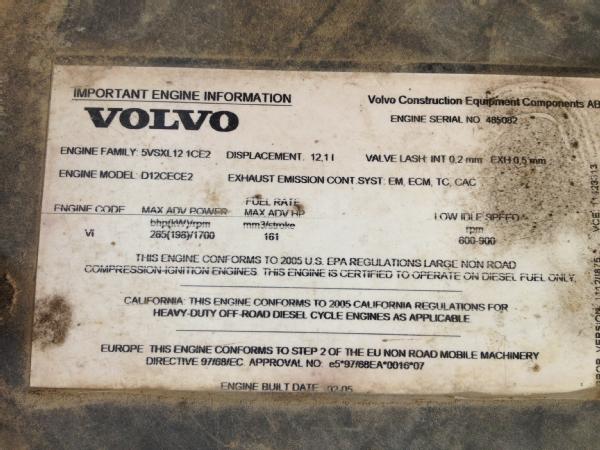 IMPORTANT ENGINE INFORMATION
Volvo Construction Equipment Components AB
VOLVO
ENGINE SERIAL NO 485082
ENGINE FAMILY: 5VSXL12 1CE2 DISPLACEMENT. 12,1 l VALVE LASH: INT 0,2 mm EXH 0,5 mm
ENGINE MODEL: D12CECE2 EXHAUST EMISSION CONT.SYST: EM, ECM, TC, CAC
ENGINE CODE MAX ADV POWER FUEL RATE MAX ADV HP LOW IDLE SPEED
bhp(kW)/rpm mm3/stroke rpm
VI 265(198)/1700 161 600-900
THIS ENGINE CONFORMS TO 2005 U.S. EPA REGULATIONS LARGE NON ROAD
COMPRESSION-IGNITION ENGINES. THIS ENGINE IS CERTIFIED TO OPERATE ON DIESEL FUEL ONLY.
CALIFORNIA: THIS ENGINE CONFORMS TO 2005 CALIFORNIA REGULATIONS FOR
HEAVY-DUTY OFF-ROAD DIESEL CYCLE ENGINES AS APPLICABLE
EUROPE THIS ENGINE CONFORMS TO STEP 2 OF THE EU NON ROAD MOBILE MACHINERY
DIRECTIVE 97/68/EC. APPROVAL NO: e5*97/68EA*0016*07
ENGINE BUILT DATE 02-05
VERSION
VCE